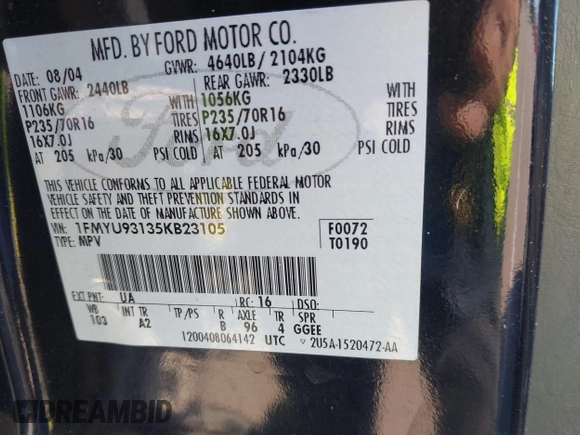 MFD. BY FORD MOTOR CO.
DATE: 08/04 GVWR: 4640LB/ 2104KG
FRONT GAWR: 2440LB REAR GAWR: 2330LB
1106KG WITH 1056KG WITH
P235/70R16 TIRES P235/70R16 TIRES
16X7.0J RIMS 16X7.0J RIMS
AT 205 kPa/30 PSI COLD AT 205 kPa/30 PSI COLD
THIS VEHICLE CONFORMS TO ALL APPLICABLE FEDERAL MOTOR
VEHICLE SAFETY AND THEFT PREVENTION STANDARDS IN
EFFECT ON THE DATE OF MANUFACTURE SHOWN ABOVE.
VIN: 1FMYU93135KB23105 F0072
TYPE: MPV T0190
EXT PNT: UA RC: 16 DSO:
WB INT TR TP/PS R AXLE TR SPR
103 A2 B 96 4 GGEE
1200408064142 UTC ▽ 2U5A-1520472-AA
Ford
DREAMBID